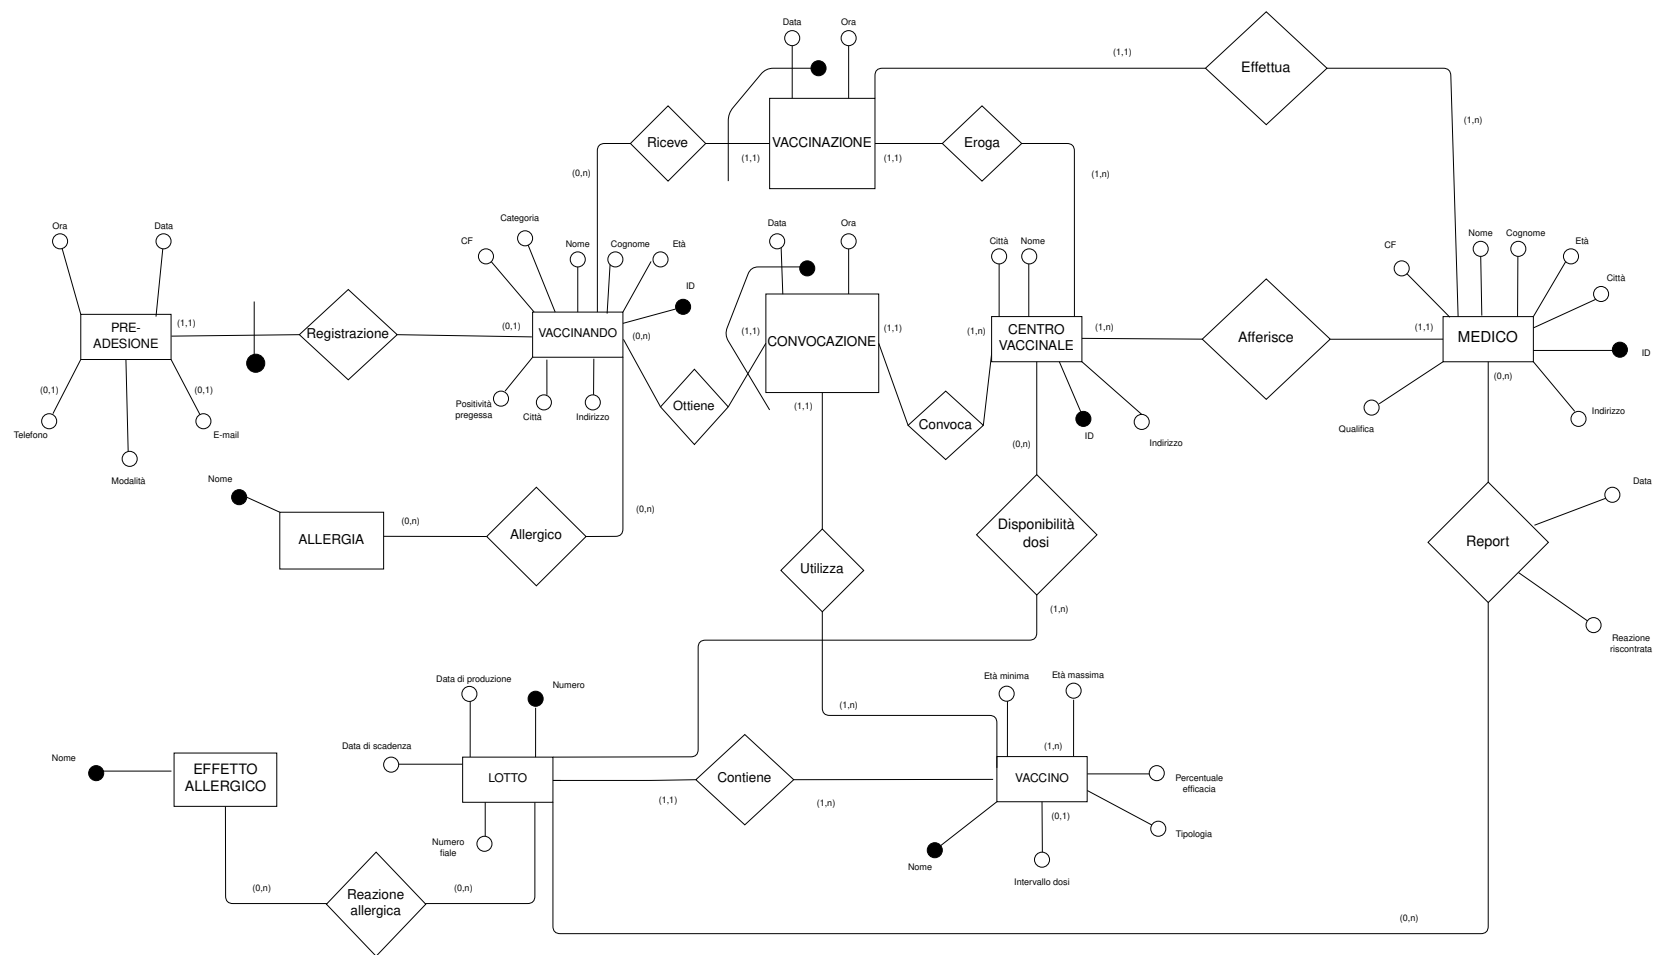 Data
Ora
(1,1)
Effettua
(1,n)
Riceve
VACCINAZIONE
Eroga
(0,n)
(1,1)
(1,1)
(1,n)
Ora
Data
Categoria
CF
Nome
Cognome
Età
ID
Data
Ora
Città
Nome
CF
Nome
Cognome
Età
Città
ID
PRE-
ADESIONE
(1,1)
Registrazione
(0,1)
VACCINANDO
(0,n)
(1,1)
CONVOCAZIONE
(1,1)
(1,n)
CENTRO
VACCINALE
(1,n)
Afferisce
(1,1)
MEDICO
(0,n)
(0,1)
(0,1)
Telefono
E-mail
Modalità
Positività
pregessa
Città
Indirizzo
Ottiene
(1,1)
Convoca
ID
Indirizzo
Qualifica
Indirizzo
(0,n)
Nome
ALLERGIA
(0,n)
Allergico
(0,n)
Utilizza
Disponibilità
dosi
(1,n)
Report
Data
Reazione
riscontrata
Data di produzione
Numero
Data di scadenza
(1,n)
Età minima
Età massima
(1,n)
Nome
EFFETTO
ALLERGICO
LOTTO
Contiene
(1,1)
(1,n)
VACCINO
Percentuale
efficacia
(0,1)
Tipologia
Numero
fiale
Nome
Intervallo dosi
(0,n)
Reazione
allergica
(0,n)
(0,n)